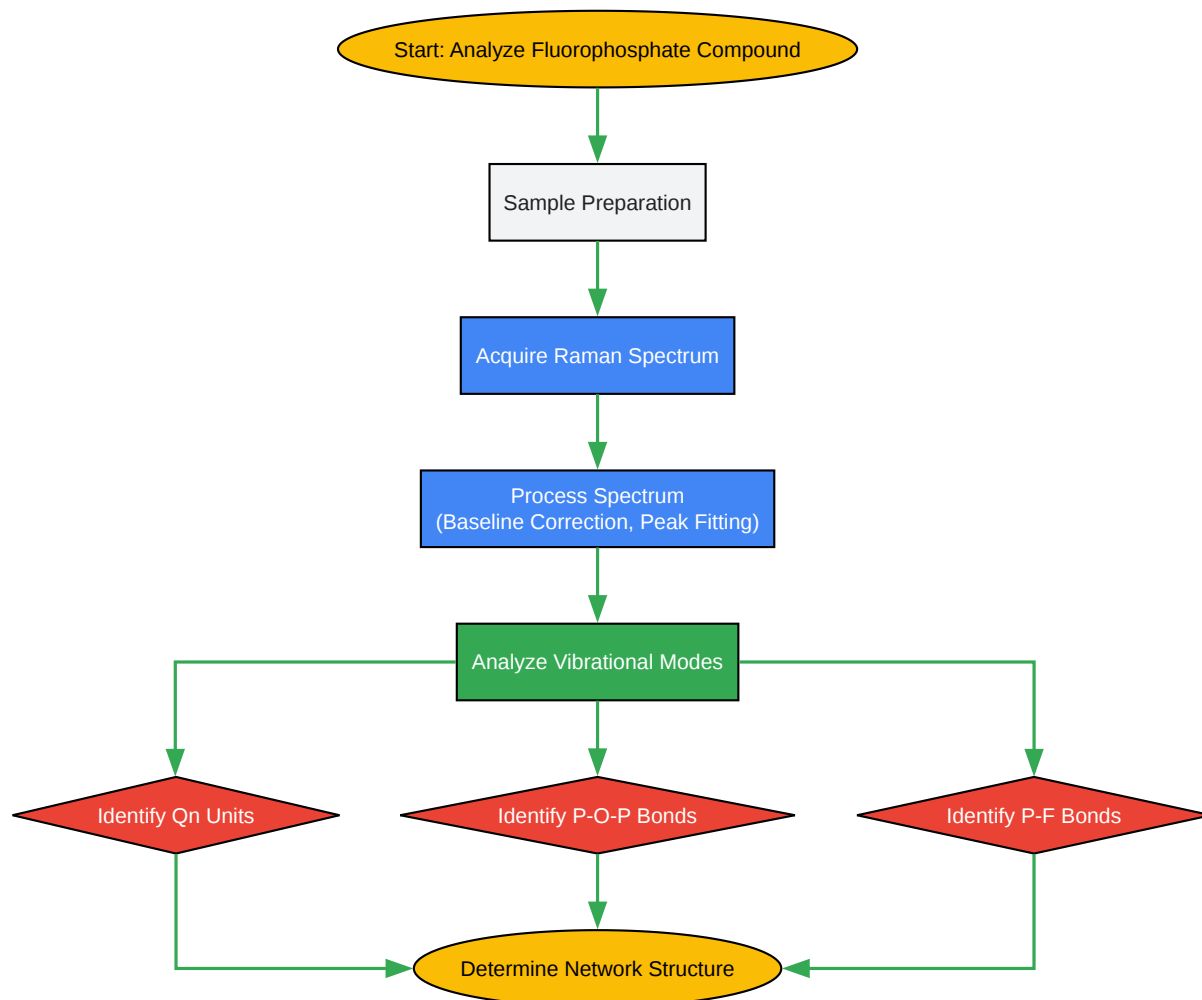 Start: Analyze Fluorophosphate Compound
Sample Preparation
Acquire Raman Spectrum
Process Spectrum
(Baseline Correction, Peak Fitting)
Analyze Vibrational Modes
Identify Qn Units
Identify P-O-P Bonds
Identify P-F Bonds
Determine Network Structure